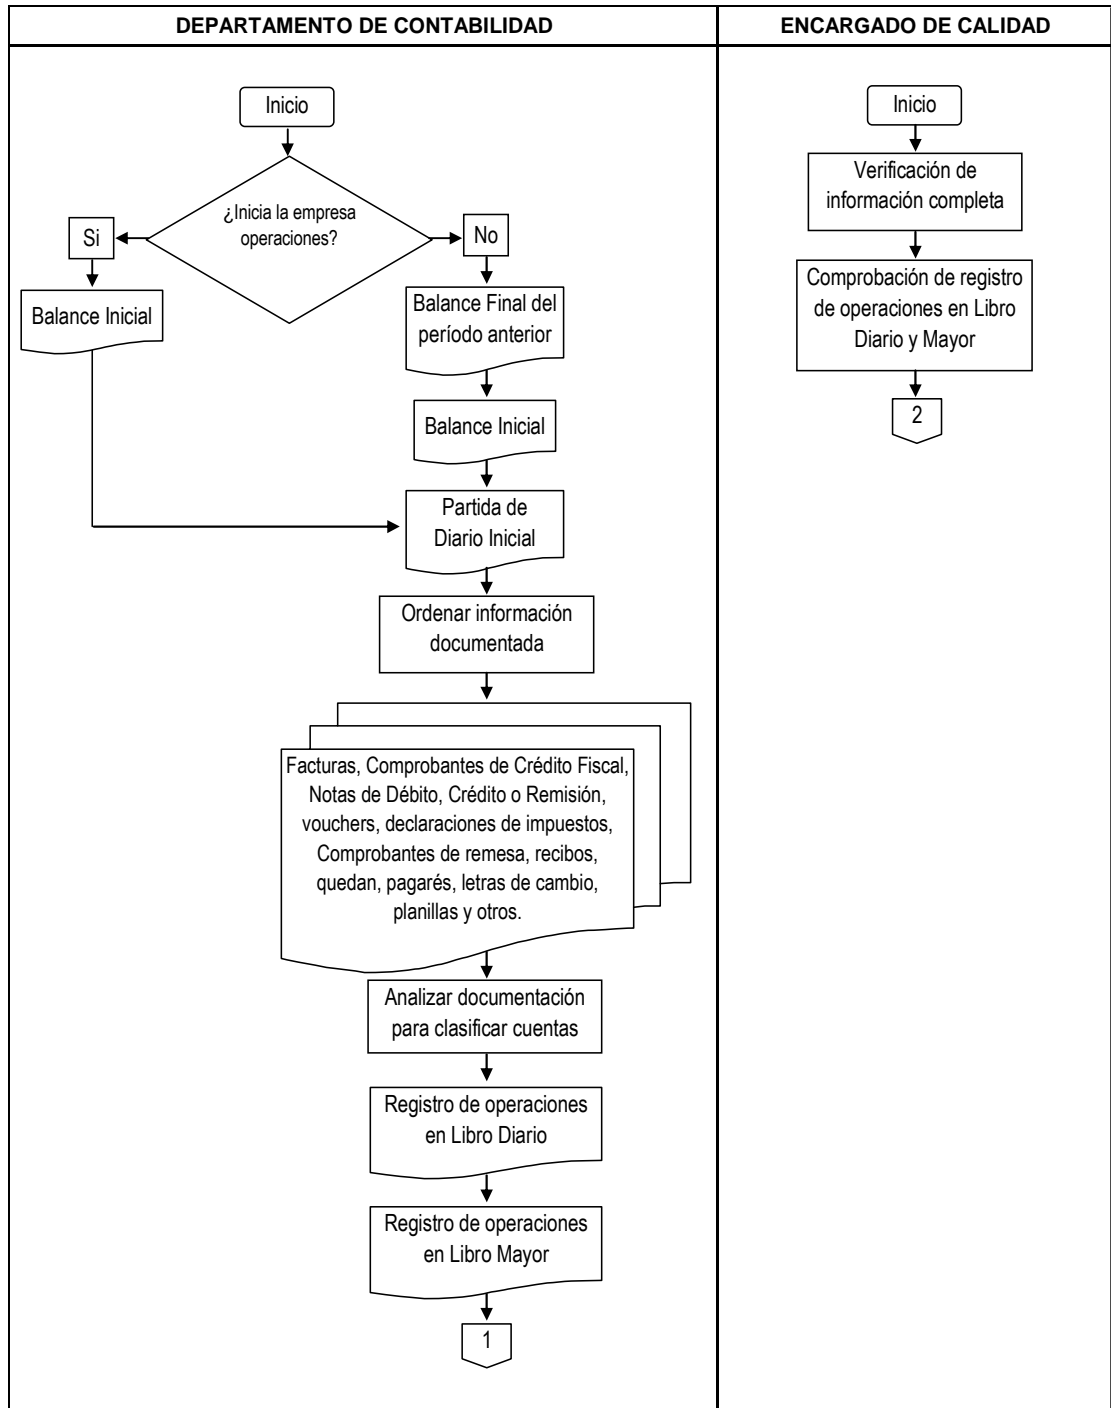 DEPARTAMENTO DE CONTABILIDAD
Inicio
¿Inicia la empresa
operaciones?
Si
No
Balance Inicial
Balance Final del
período anterior
Balance Inicial
Partida de
Diario Inicial
Ordenar información
documentada
Facturas, Comprobantes de Crédito Fiscal,
Notas de Débito, Crédito o Remisión,
vouchers, declaraciones de impuestos,
Comprobantes de remesa, recibos,
quedan, pagarés, letras de cambio,
planillas y otros.
Analizar documentación
para clasificar cuentas
Registro de operaciones
en Libro Diario
Registro de operaciones
en Libro Mayor
1
ENCARGADO DE CALIDAD
Inicio
Verificación de
información completa
Comprobación de registro
de operaciones en Libro
Diario y Mayor
2